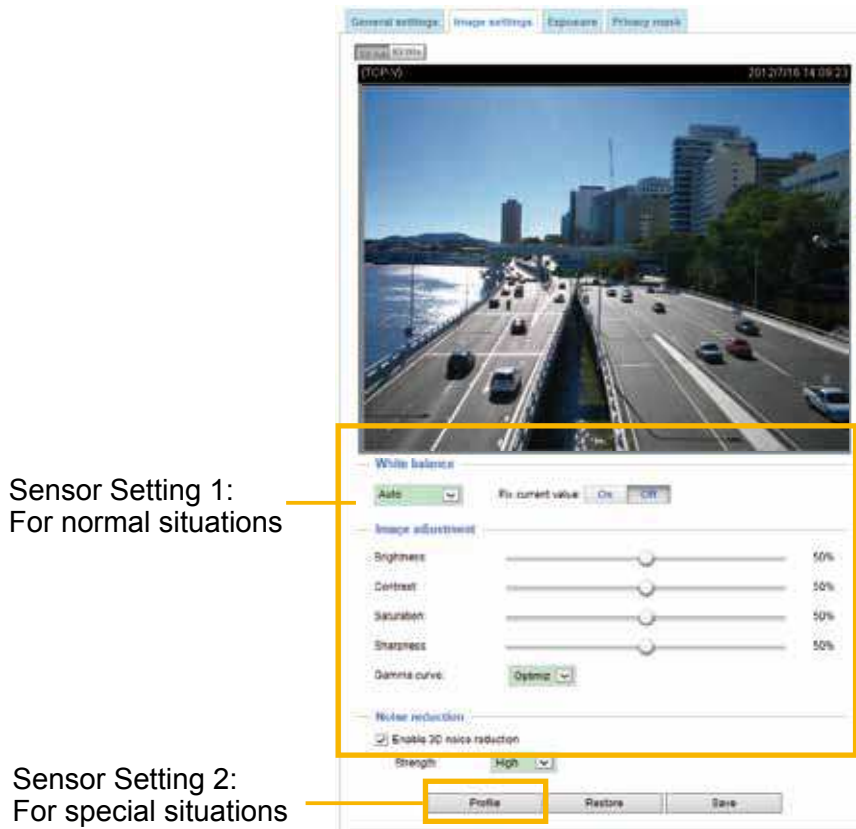 General settings Image settings Exposure Privacy mask
(TCP-V) 2012/7/16 14:09:23
White balance
Sensor Setting 1:
For normal situations
Auto Fix current value: On Off
Image adjustment
Brightness: 50%
Contrast: 50%
Saturation: 50%
Sharpness: 50%
Gamma curve: Optimiz
Noise reduction
Enable 3D noise reduction
Strength: High
Sensor Setting 2:
For special situations
Profile Restore Save